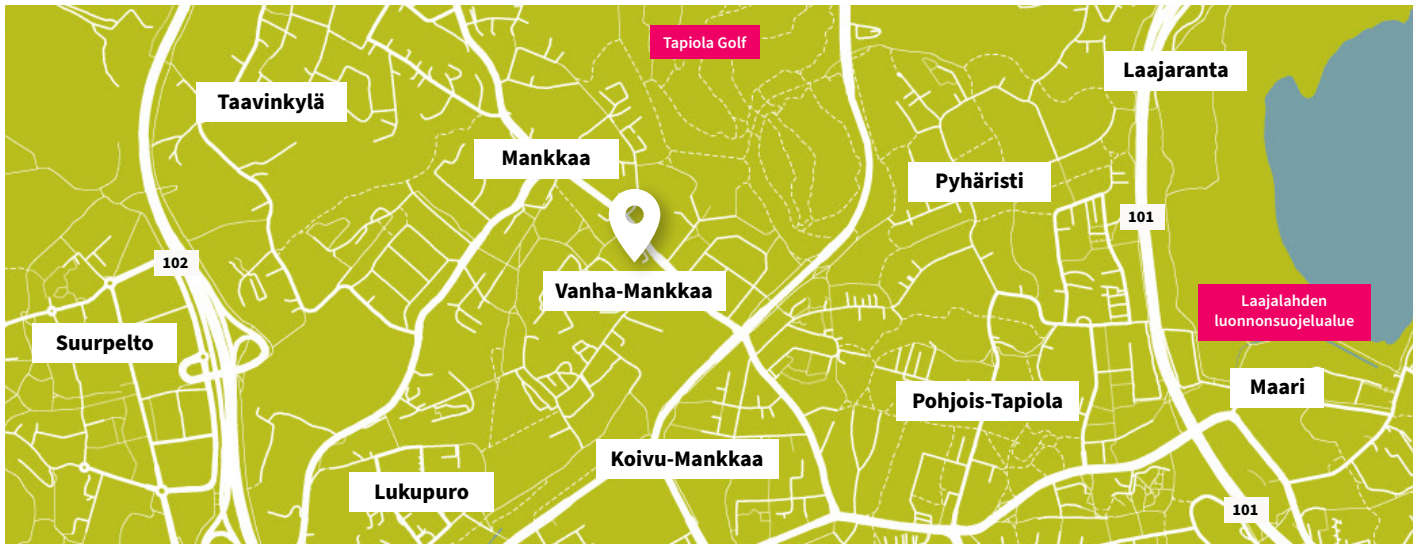 Tapiola Golf
Laajaranta
Taavinkylä
Mankkaa
Pyhäristi
101
102
Vanha-Mankkaa
Laajalahden
luonnonsuojelualue
Suurpelto
Maari
Pohjois-Tapiola
Koivu-Mankkaa
Lukupuro
101